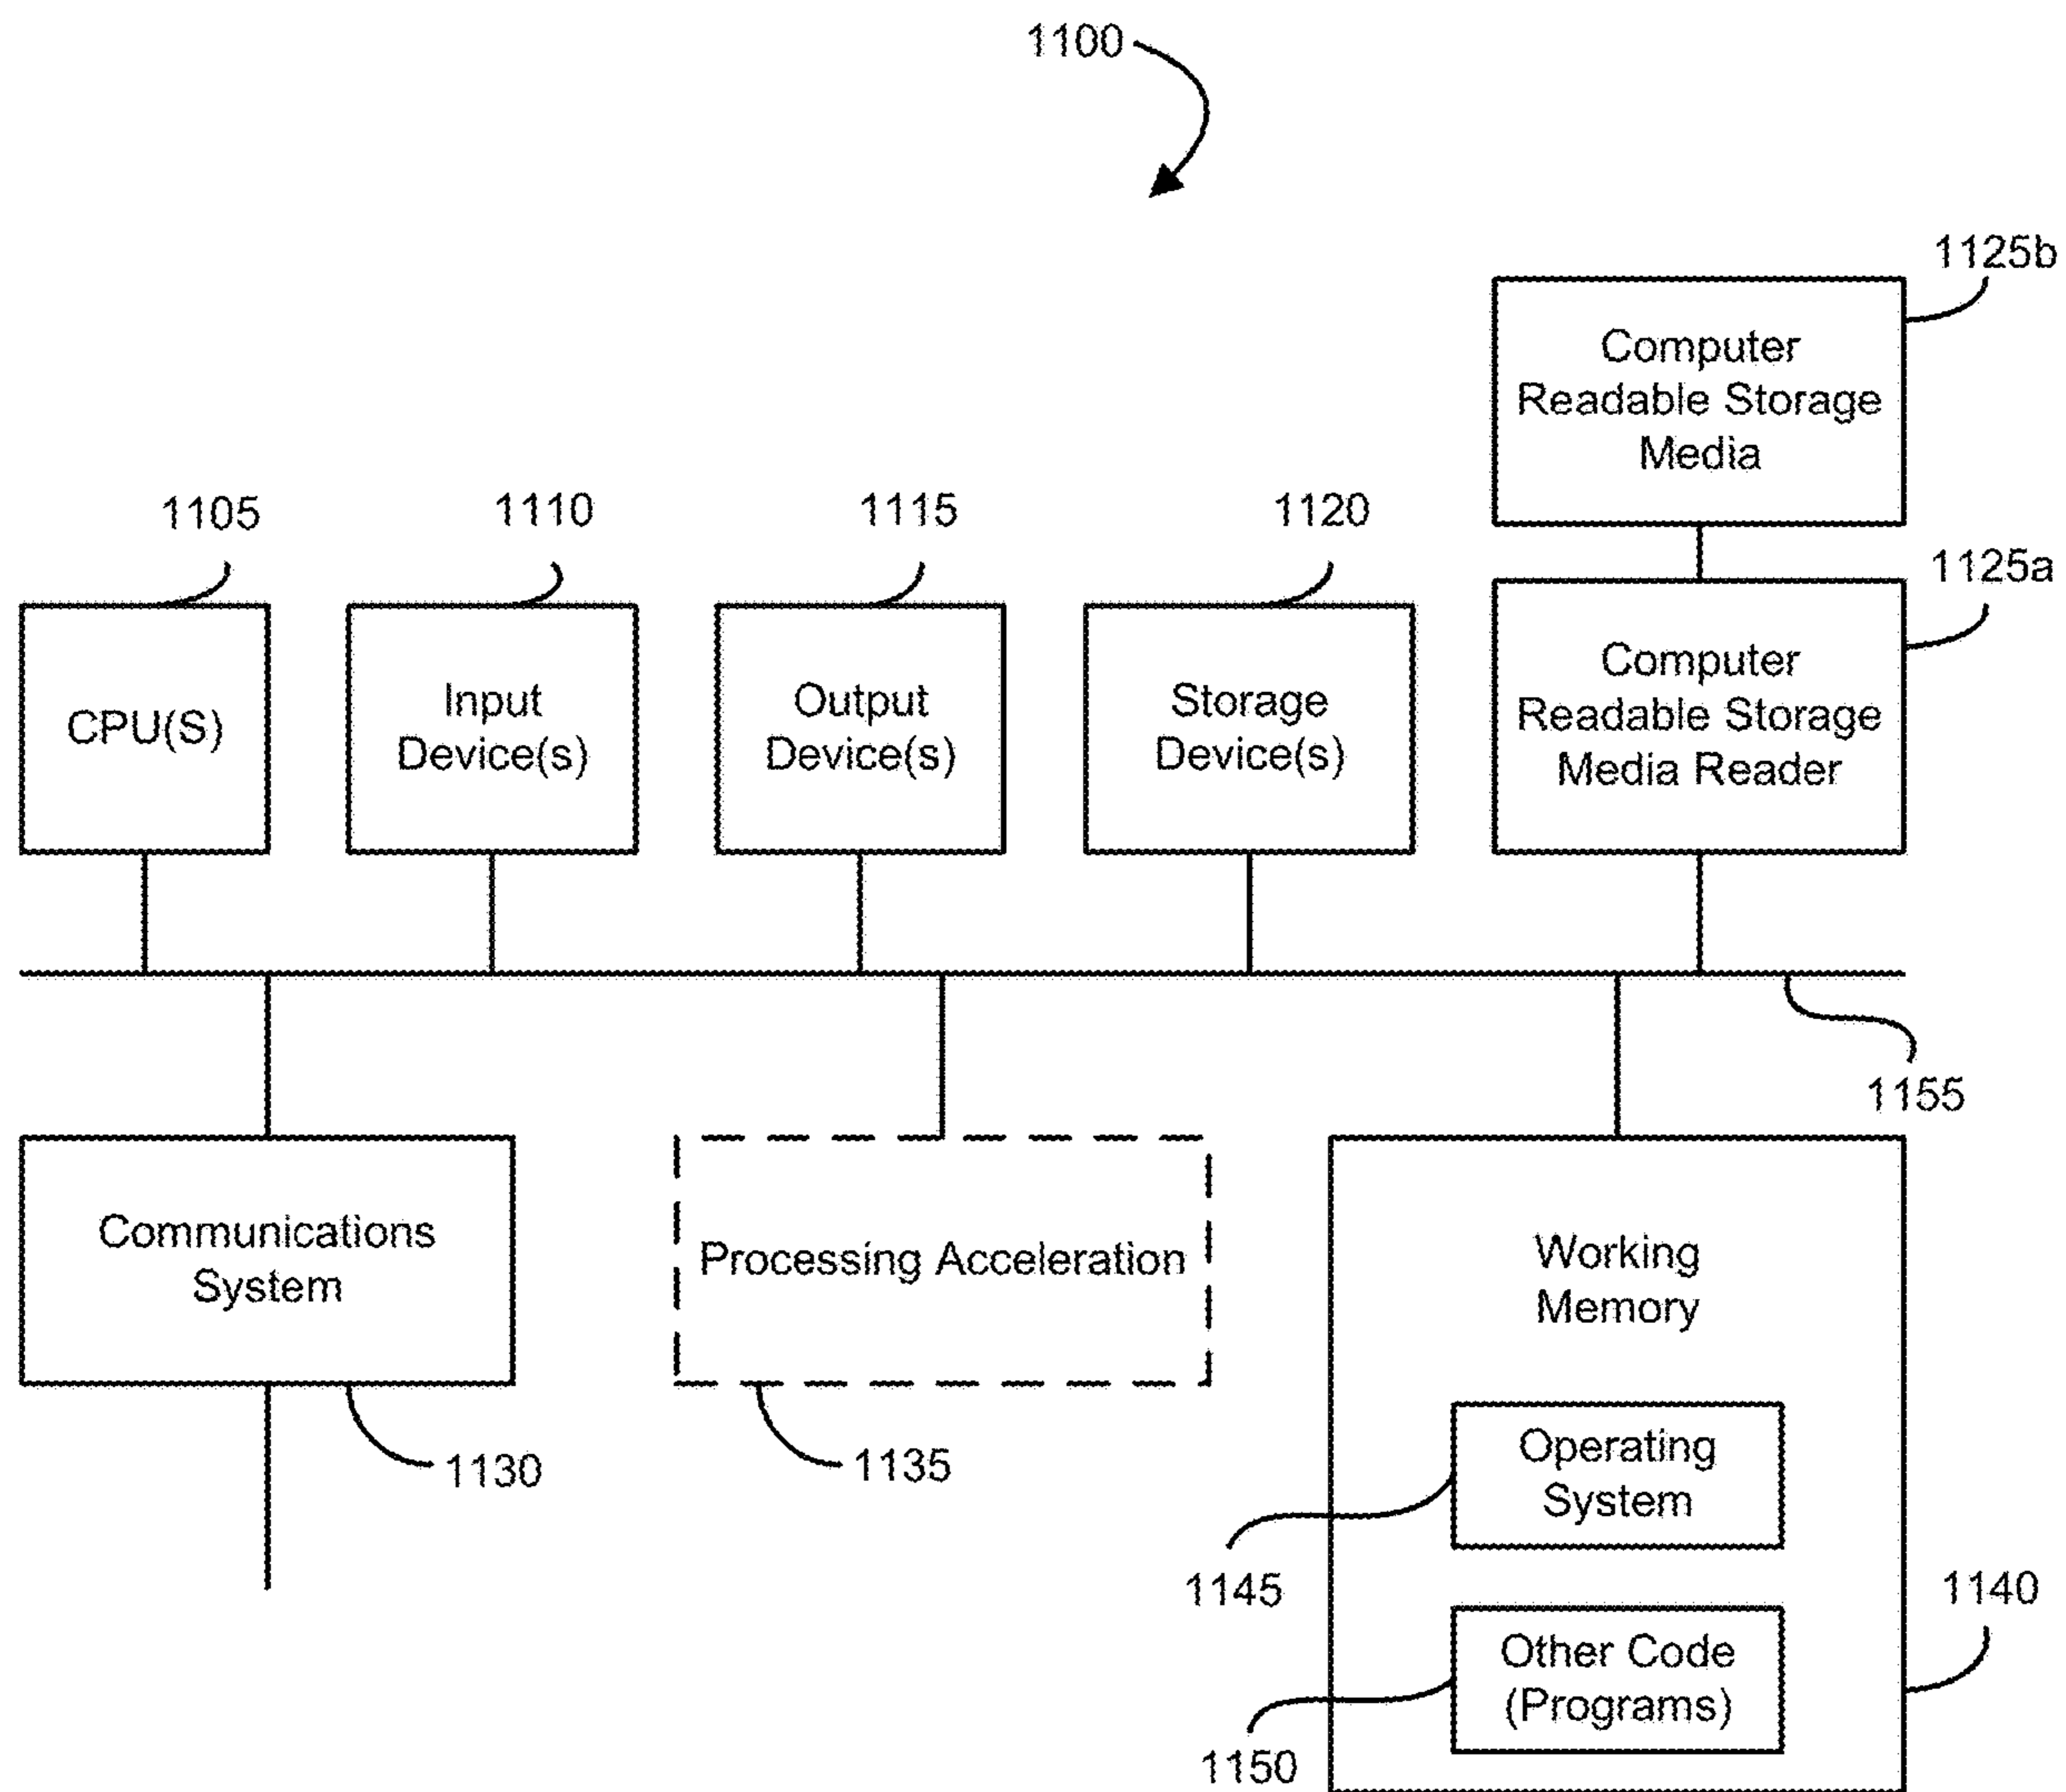 1100
1125b
Computer
Readable Storage
Media
1105
1110
1115
1120
1125a
CPU(S)
Input
Device(s)
Output
Device(s)
Storage
Device(s)
Computer
Readable Storage
Media Reader
1155
Communications
System
Processing Acceleration
Working
Memory
1130
1135
Operating
System
1145
1140
Other Code
(Programs)
1150